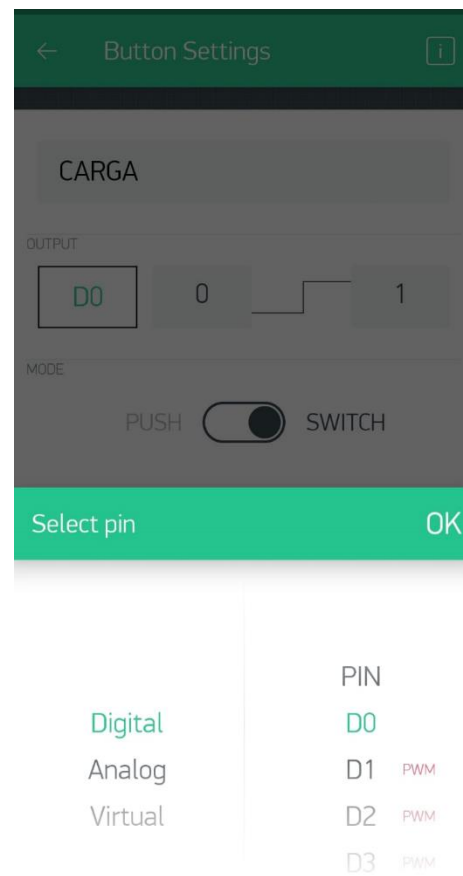 ← Button Settings i
CARGA
OUTPUT
D0 0 1
MODE
PUSH SWITCH
Select pin OK
PIN
Digital D0
Analog D1 PWM
Virtual D2 PWM
D3 PWM